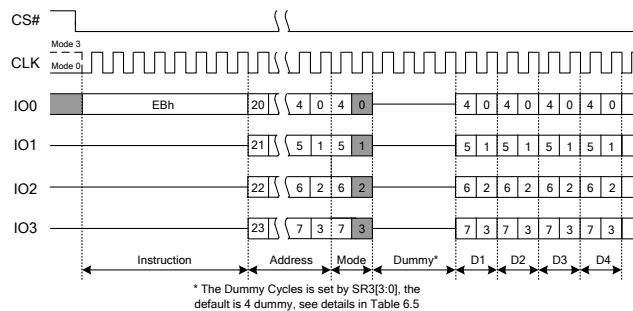 CS#
Mode 3
CLK Mode 0
IO0 EBh 20 4 0 4 0 4 0 4 0 4 0 4 0
IO1 21 5 1 5 1 5 1 5 1 5 1 5 1
IO2 22 6 2 6 2 6 2 6 2 6 2 6 2
IO3 23 7 3 7 3 7 3 7 3 7 3 7 3
Instruction Address Mode Dummy* D1 D2 D3 D4
* The Dummy Cycles is set by SR3[3:0], the
default is 4 dummy, see details in Table 6.5